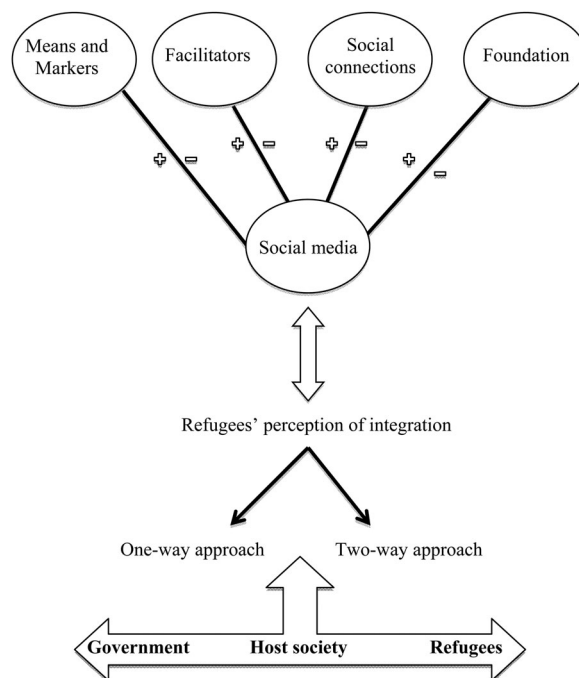 Means and
Markers
Facilitators
Social
connections
Foundation
+ −
+ −
+ −
+ −
Social media
Refugees’ perception of integration
One-way approach
Two-way approach
Government
Host society
Refugees